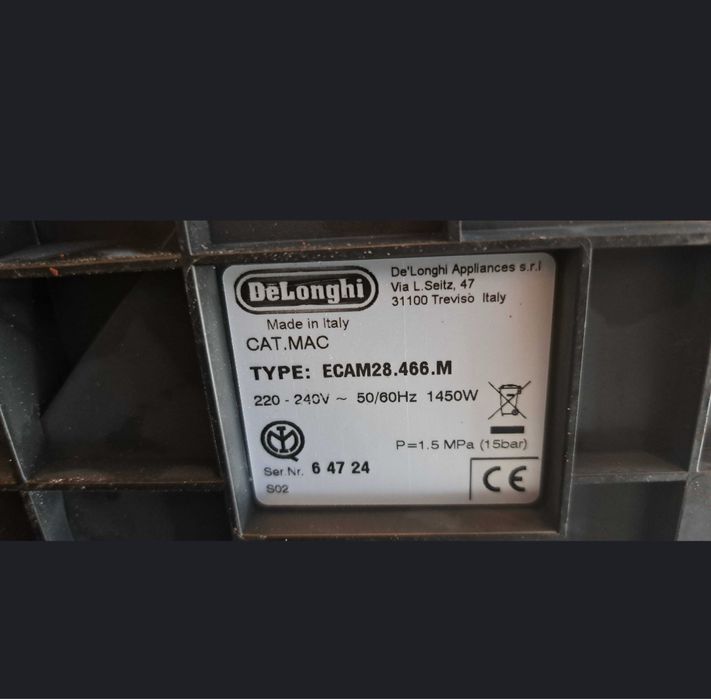 DeLonghi
De'Longhi Appliances s.r.l
Via L.Seitz, 47
31100 Treviso Italy
Made in Italy
CAT.MAC
TYPE: ECAM28.466.M
220 - 240V ~ 50/60Hz 1450W
P=1.5 MPa (15bar)
Ser.Nr. 6 47 24
S02
CE